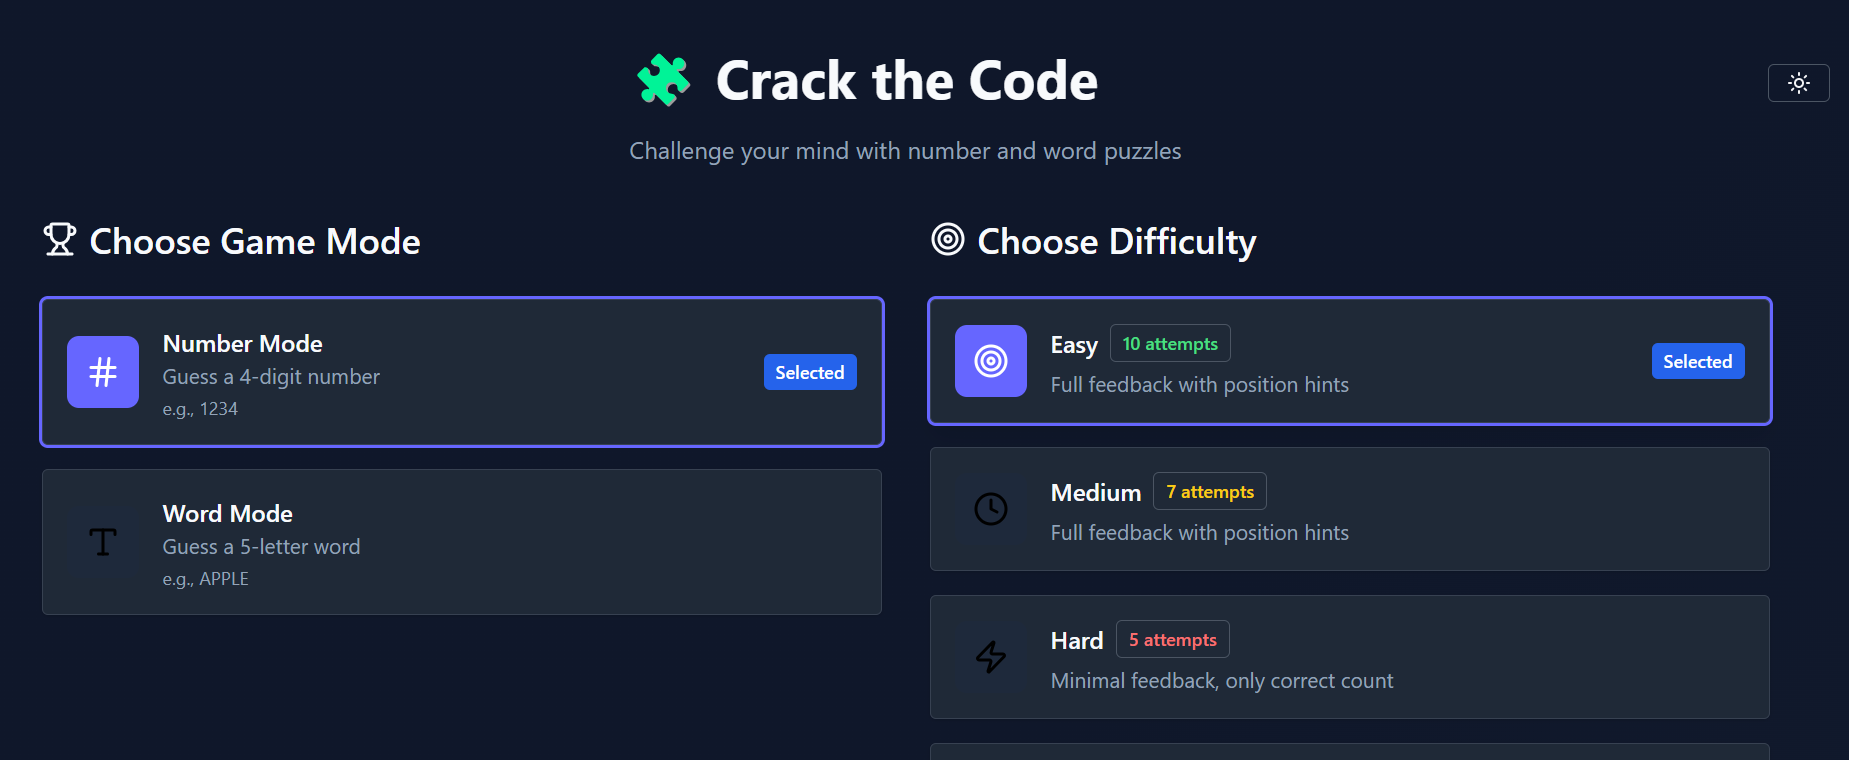 Crack the Code
Challenge your mind with number and word puzzles
Choose Game Mode
Number Mode
Guess a 4-digit number
e.g., 1234
Selected
Word Mode
Guess a 5-letter word
e.g., APPLE
Choose Difficulty
Easy 10 attempts
Full feedback with position hints
Selected
Medium 7 attempts
Full feedback with position hints
Hard 5 attempts
Minimal feedback, only correct count